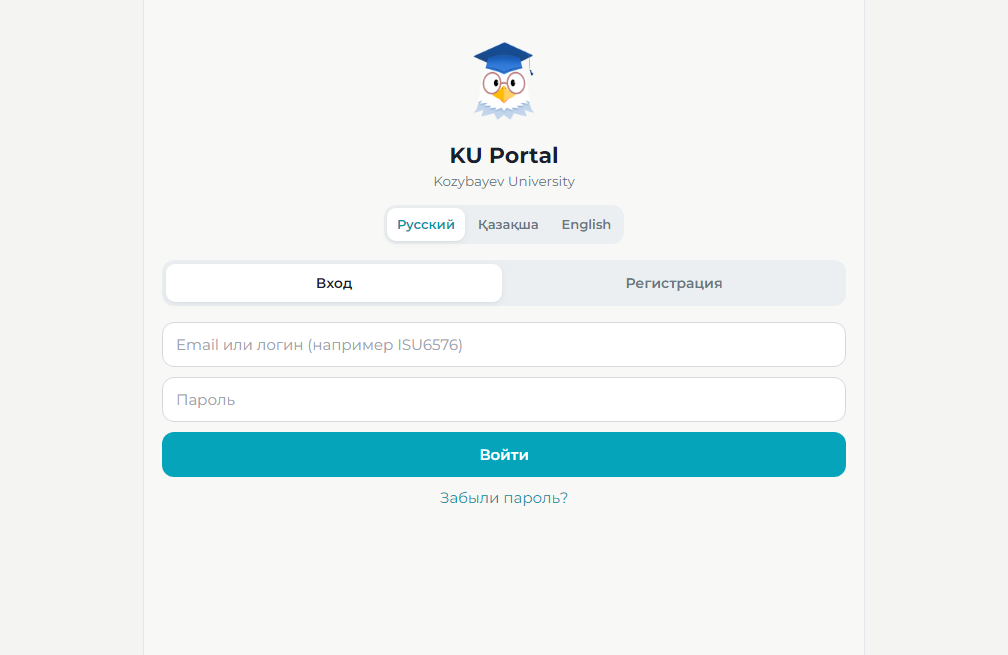 KU Portal
Kozybayev University
Русский Қазақша English
Вход Регистрация
Email или логин (например ISU6576)
Пароль
Войти
Забыли пароль?